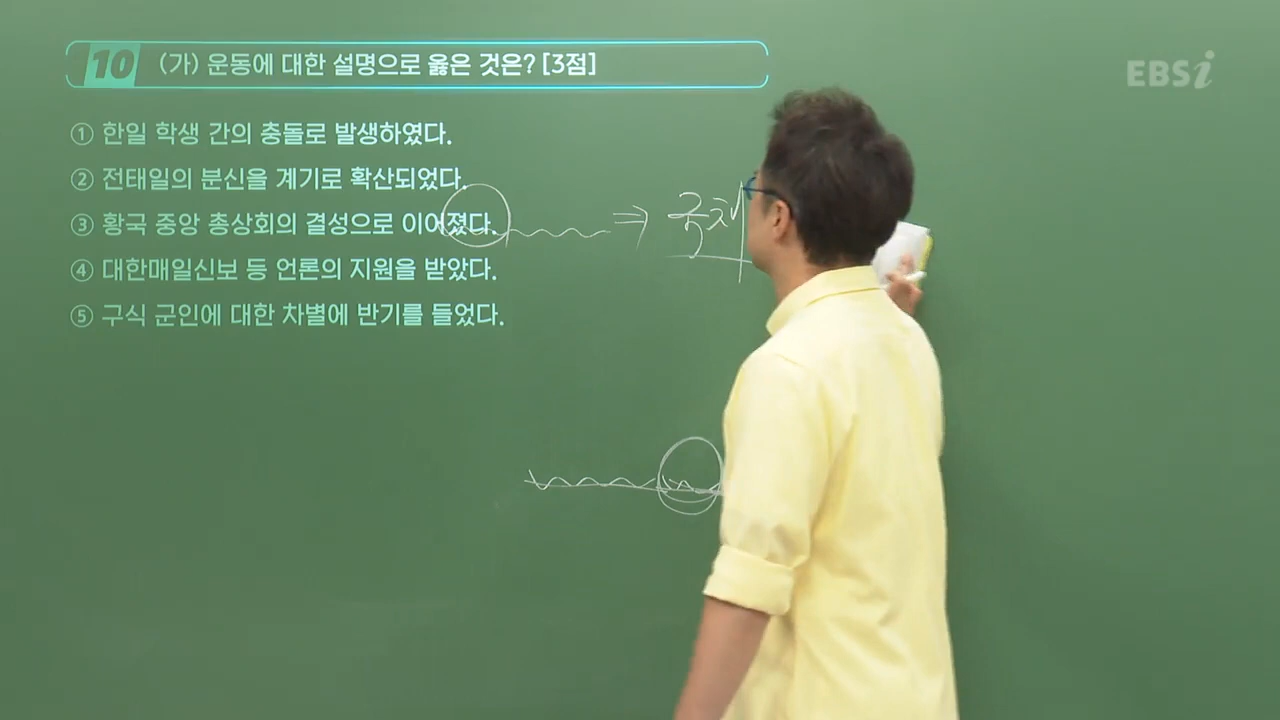 10 (가) 운동에 대한 설명으로 옳은 것은? [3점]
EBSi
① 한일 학생 간의 충돌로 발생하였다.
② 전태일의 분신을 계기로 확산되었다.
③ 황국 중앙 총상회의 결성으로 이어졌다.
④ 대한매일신보 등 언론의 지원을 받았다.
⑤ 구식 군인에 대한 차별에 반기를 들었다.
⇒ 국채